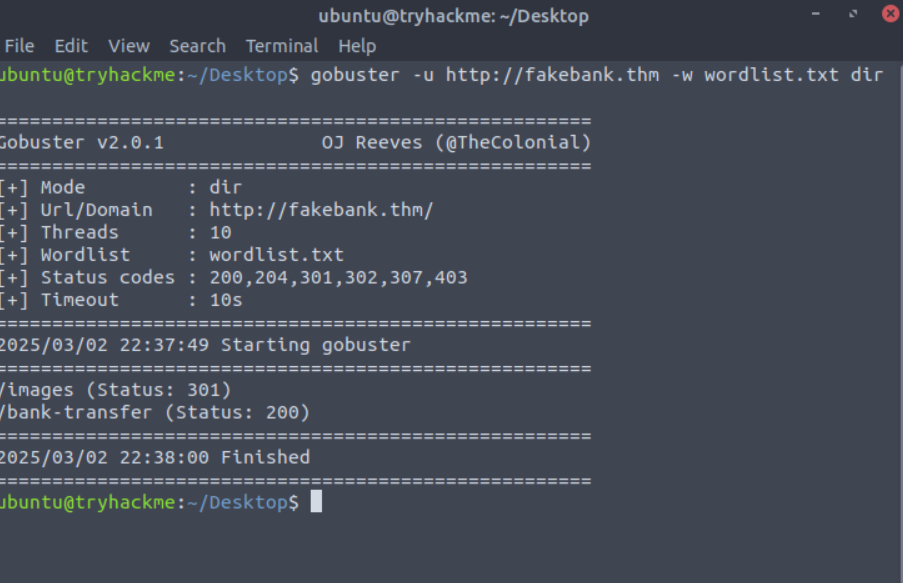 ubuntu@tryhackme: ~/Desktop
File Edit View Search Terminal Help
ubuntu@tryhackme:~/Desktop$ gobuster -u http://fakebank.thm -w wordlist.txt dir
=====================================================
Gobuster v2.0.1 OJ Reeves (@TheColonial)
=====================================================
[+] Mode : dir
[+] Url/Domain : http://fakebank.thm/
[+] Threads : 10
[+] Wordlist : wordlist.txt
[+] Status codes : 200,204,301,302,307,403
[+] Timeout : 10s
=====================================================
2025/03/02 22:37:49 Starting gobuster
=====================================================
/images (Status: 301)
/bank-transfer (Status: 200)
=====================================================
2025/03/02 22:38:00 Finished
=====================================================
ubuntu@tryhackme:~/Desktop$